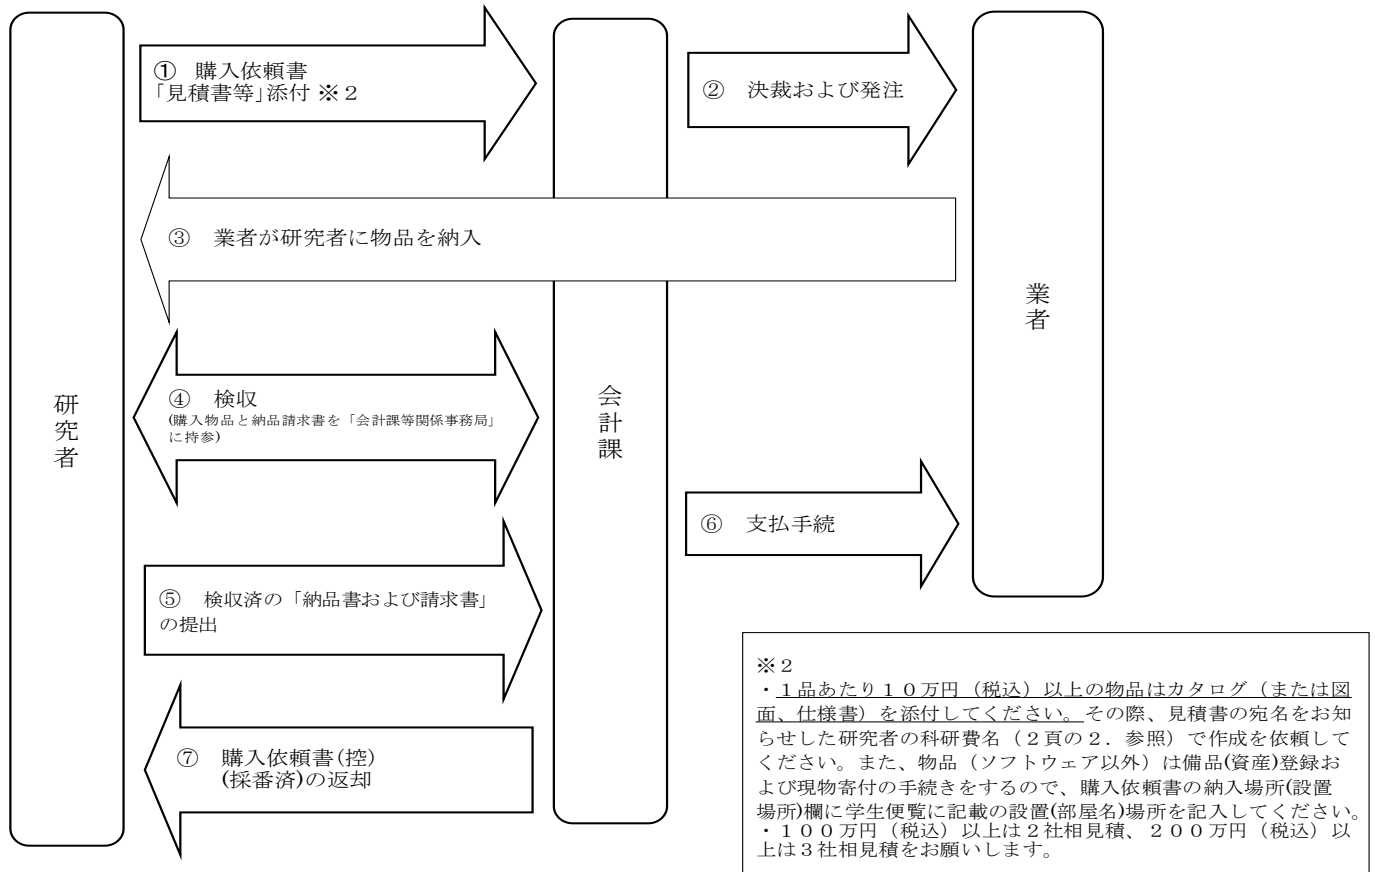 ① 購入依頼書
「見積書等」添付 ※２
② 決裁および発注
③ 業者が研究者に物品を納入
業者
研究者
会計課
④ 検収
(購入物品と納品請求書を「会計課等関係事務局」
に持参)
⑥ 支払手続
⑤ 検収済の「納品書および請求書」
の提出
⑦ 購入依頼書(控)
(採番済)の返却
※２
・１品あたり１０万円（税込）以上の物品はカタログ（または図
面、仕様書）を添付してください。その際、見積書の宛名をお知
らせした研究者の科研費名（２頁の２．参照）で作成を依頼して
ください。また、物品（ソフトウェア以外）は備品(資産)登録お
よび現物寄付の手続きをするので、購入依頼書の納入場所(設置
場所)欄に学生便覧に記載の設置(部屋名)場所を記入してください。
・１００万円（税込）以上は２社相見積、２００万円（税込）以
上は３社相見積をお願いします。